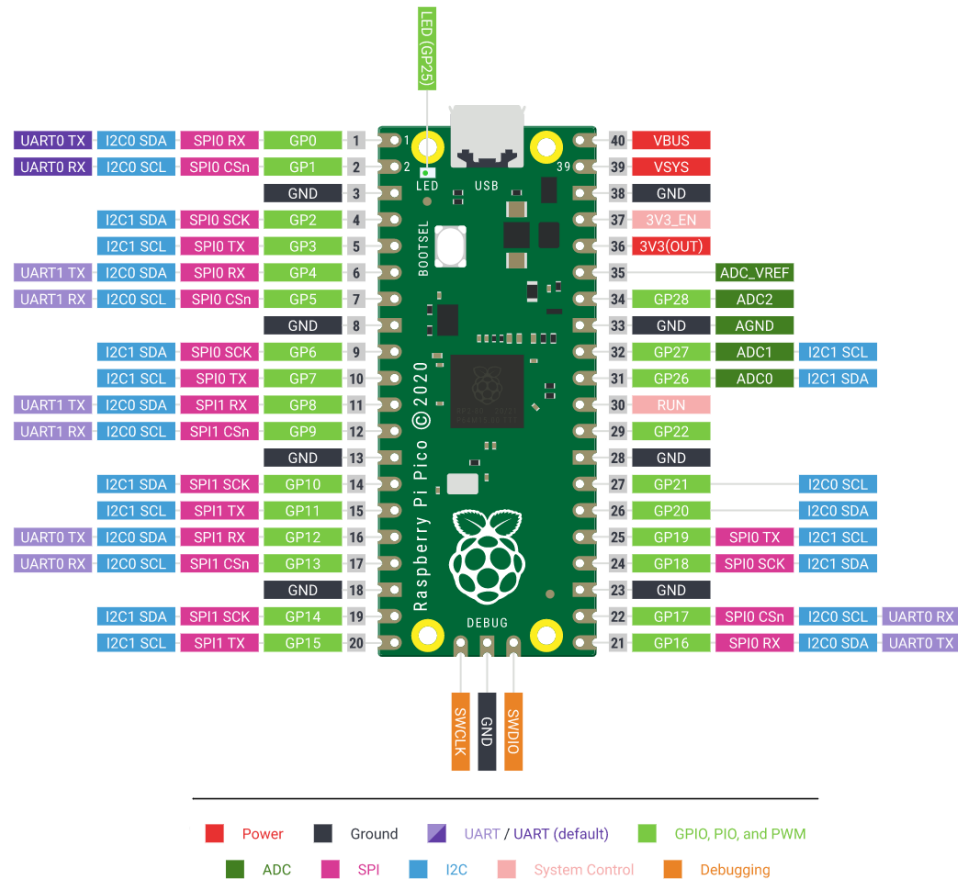 LED (GP25)
UART0 TX I2C0 SDA SPI0 RX GP0 1 1 40 VBUS
UART0 RX I2C0 SCL SPI0 CSn GP1 2 2 39 39 VSYS
GND 3 LED USB 38 GND
I2C1 SDA SPI0 SCK GP2 4 37 3V3_EN
I2C1 SCL SPI0 TX GP3 5 BOOTSEL 36 3V3(OUT)
UART1 TX I2C0 SDA SPI0 RX GP4 6 35 ADC_VREF
UART1 RX I2C0 SCL SPI0 CSn GP5 7 34 GP28 ADC2
GND 8 33 GND AGND
I2C1 SDA SPI0 SCK GP6 9 32 GP27 ADC1 I2C1 SCL
I2C1 SCL SPI0 TX GP7 10 31 GP26 ADC0 I2C1 SDA
UART1 TX I2C0 SDA SPI1 RX GP8 11 30 RUN
UART1 RX I2C0 SCL SPI1 CSn GP9 12 29 GP22
GND 13 28 GND
I2C1 SDA SPI1 SCK GP10 14 27 GP21 I2C0 SCL
I2C1 SCL SPI1 TX GP11 15 26 GP20 I2C0 SDA
UART0 TX I2C0 SDA SPI1 RX GP12 16 25 GP19 SPI0 TX I2C1 SCL
UART0 RX I2C0 SCL SPI1 CSn GP13 17 24 GP18 SPI0 SCK I2C1 SDA
GND 18 23 GND
I2C1 SDA SPI1 SCK GP14 19 22 GP17 SPI0 CSn I2C0 SCL UART0 RX
I2C1 SCL SPI1 TX GP15 20 21 GP16 SPI0 RX I2C0 SDA UART0 TX
Raspberry Pi Pico ©2020
DEBUG
SWCLK GND SWDIO
Power Ground UART / UART (default) GPIO, PIO, and PWM
ADC SPI I2C System Control Debugging